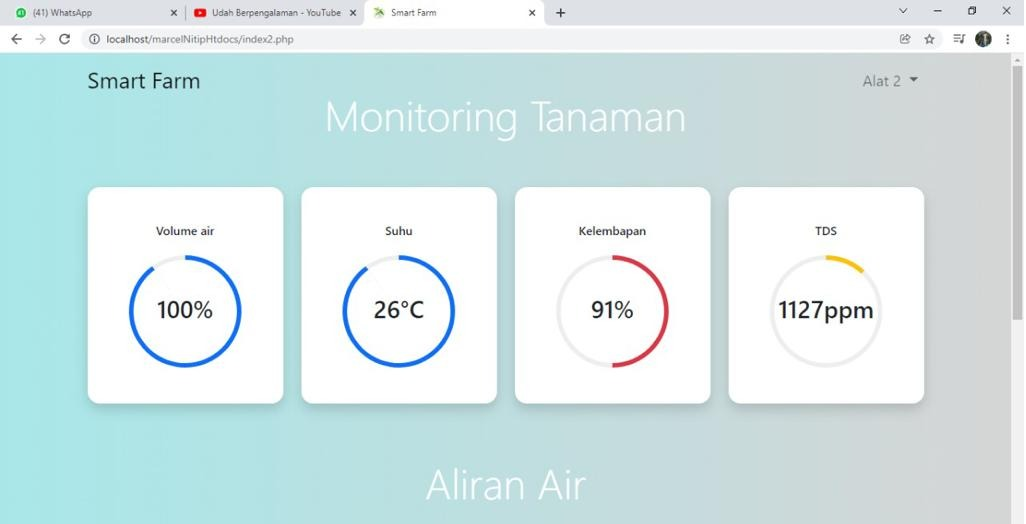 (41) WhatsApp
Udah Berpengalaman - YouTube
Smart Farm
localhost/marcelNitipHtdocs/index2.php
Smart Farm
Alat 2
Monitoring Tanaman
Volume air
100%
Suhu
26°C
Kelembapan
91%
TDS
1127ppm
Aliran Air